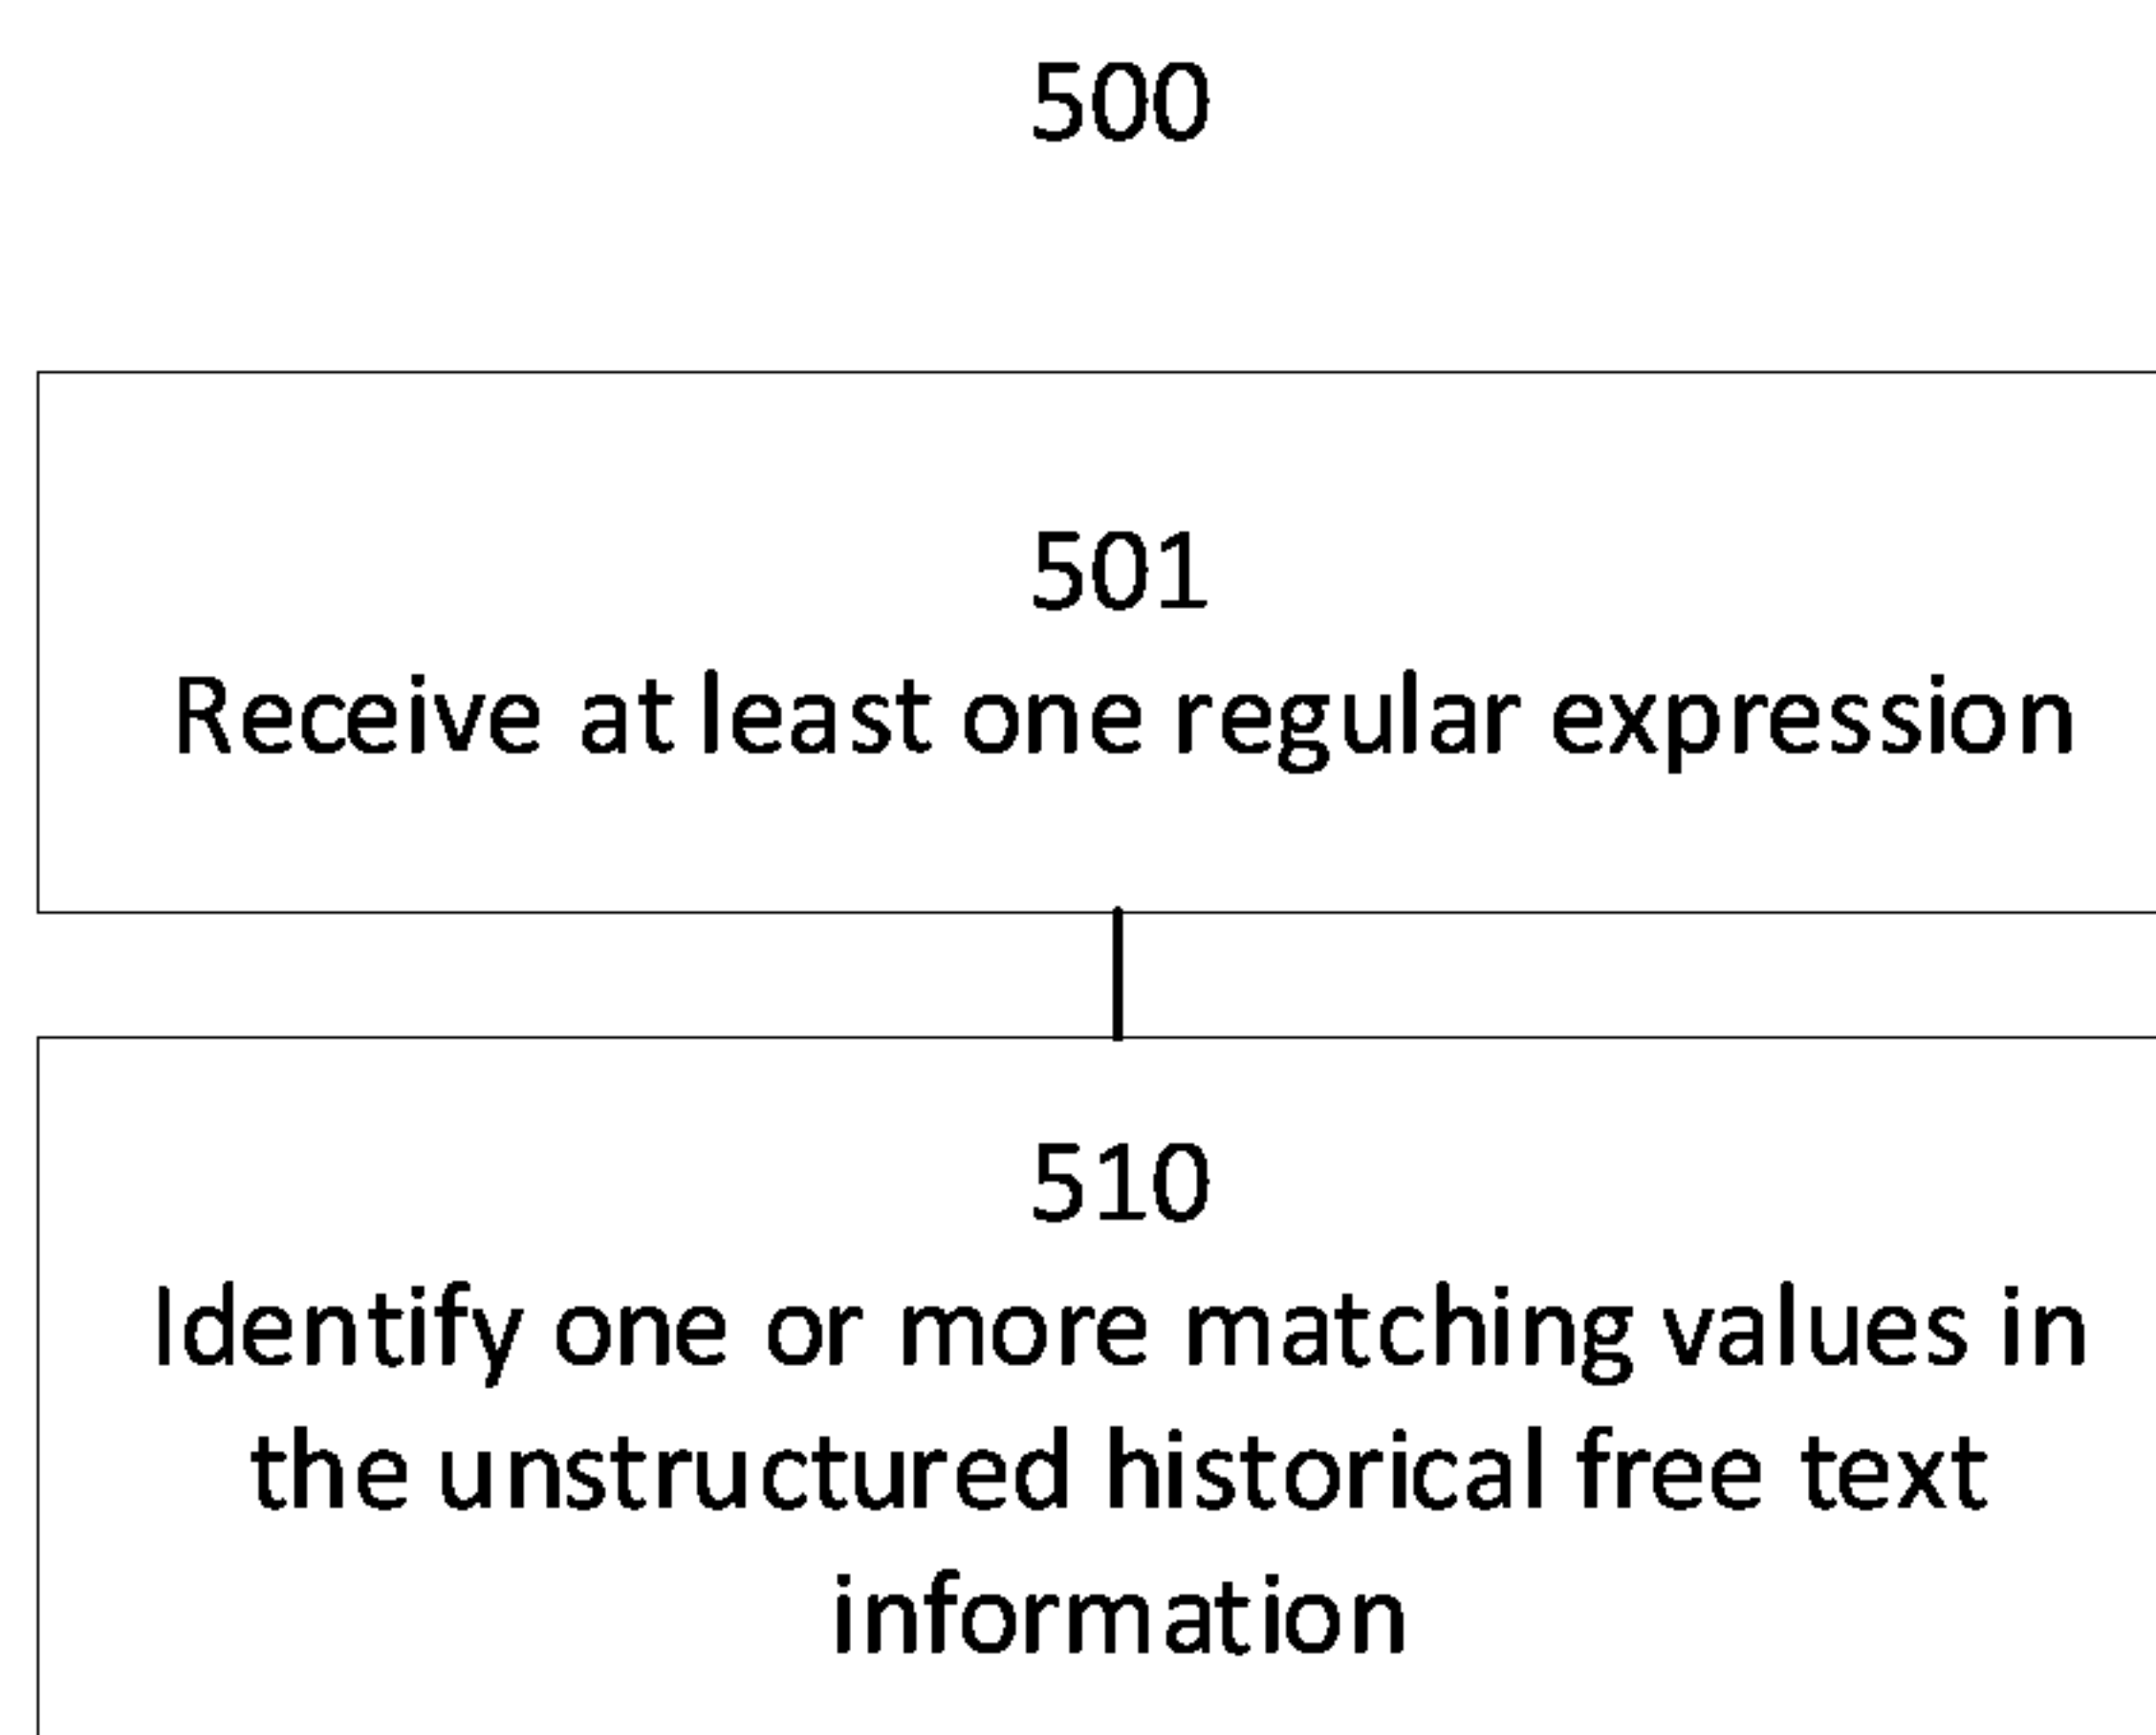 500
501
Receive at least one regular expression
510
Identify one or more matching values in
the unstructured historical free text
information